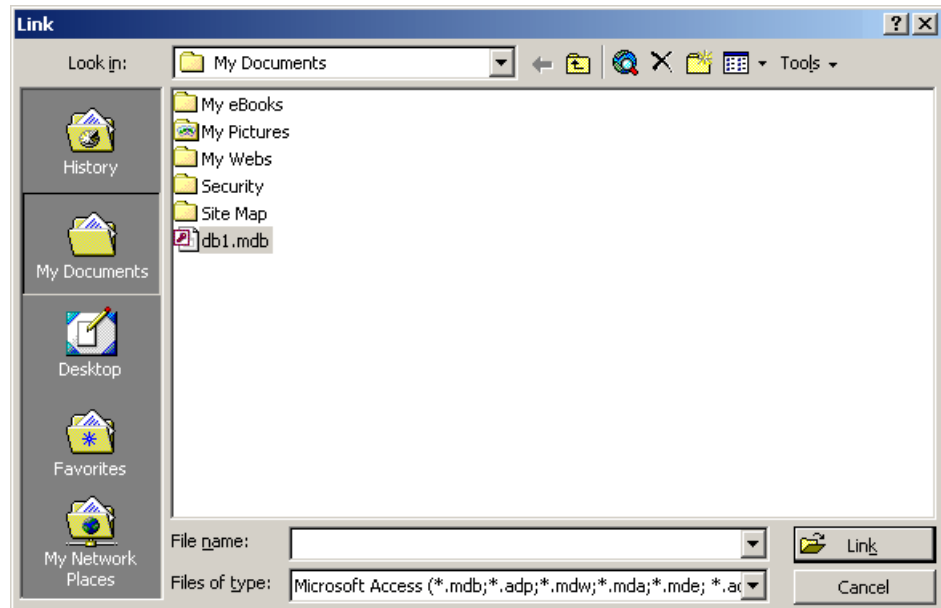 Link
Look in:
My Documents
Tools
My eBooks
My Pictures
My Webs
Security
Site Map
db1.mdb
History
My Documents
Desktop
Favorites
My Network
Places
File name:
Link
Files of type:
Microsoft Access (*.mdb;*.adp;*.mdw;*.mda;*.mde; *.a
Cancel